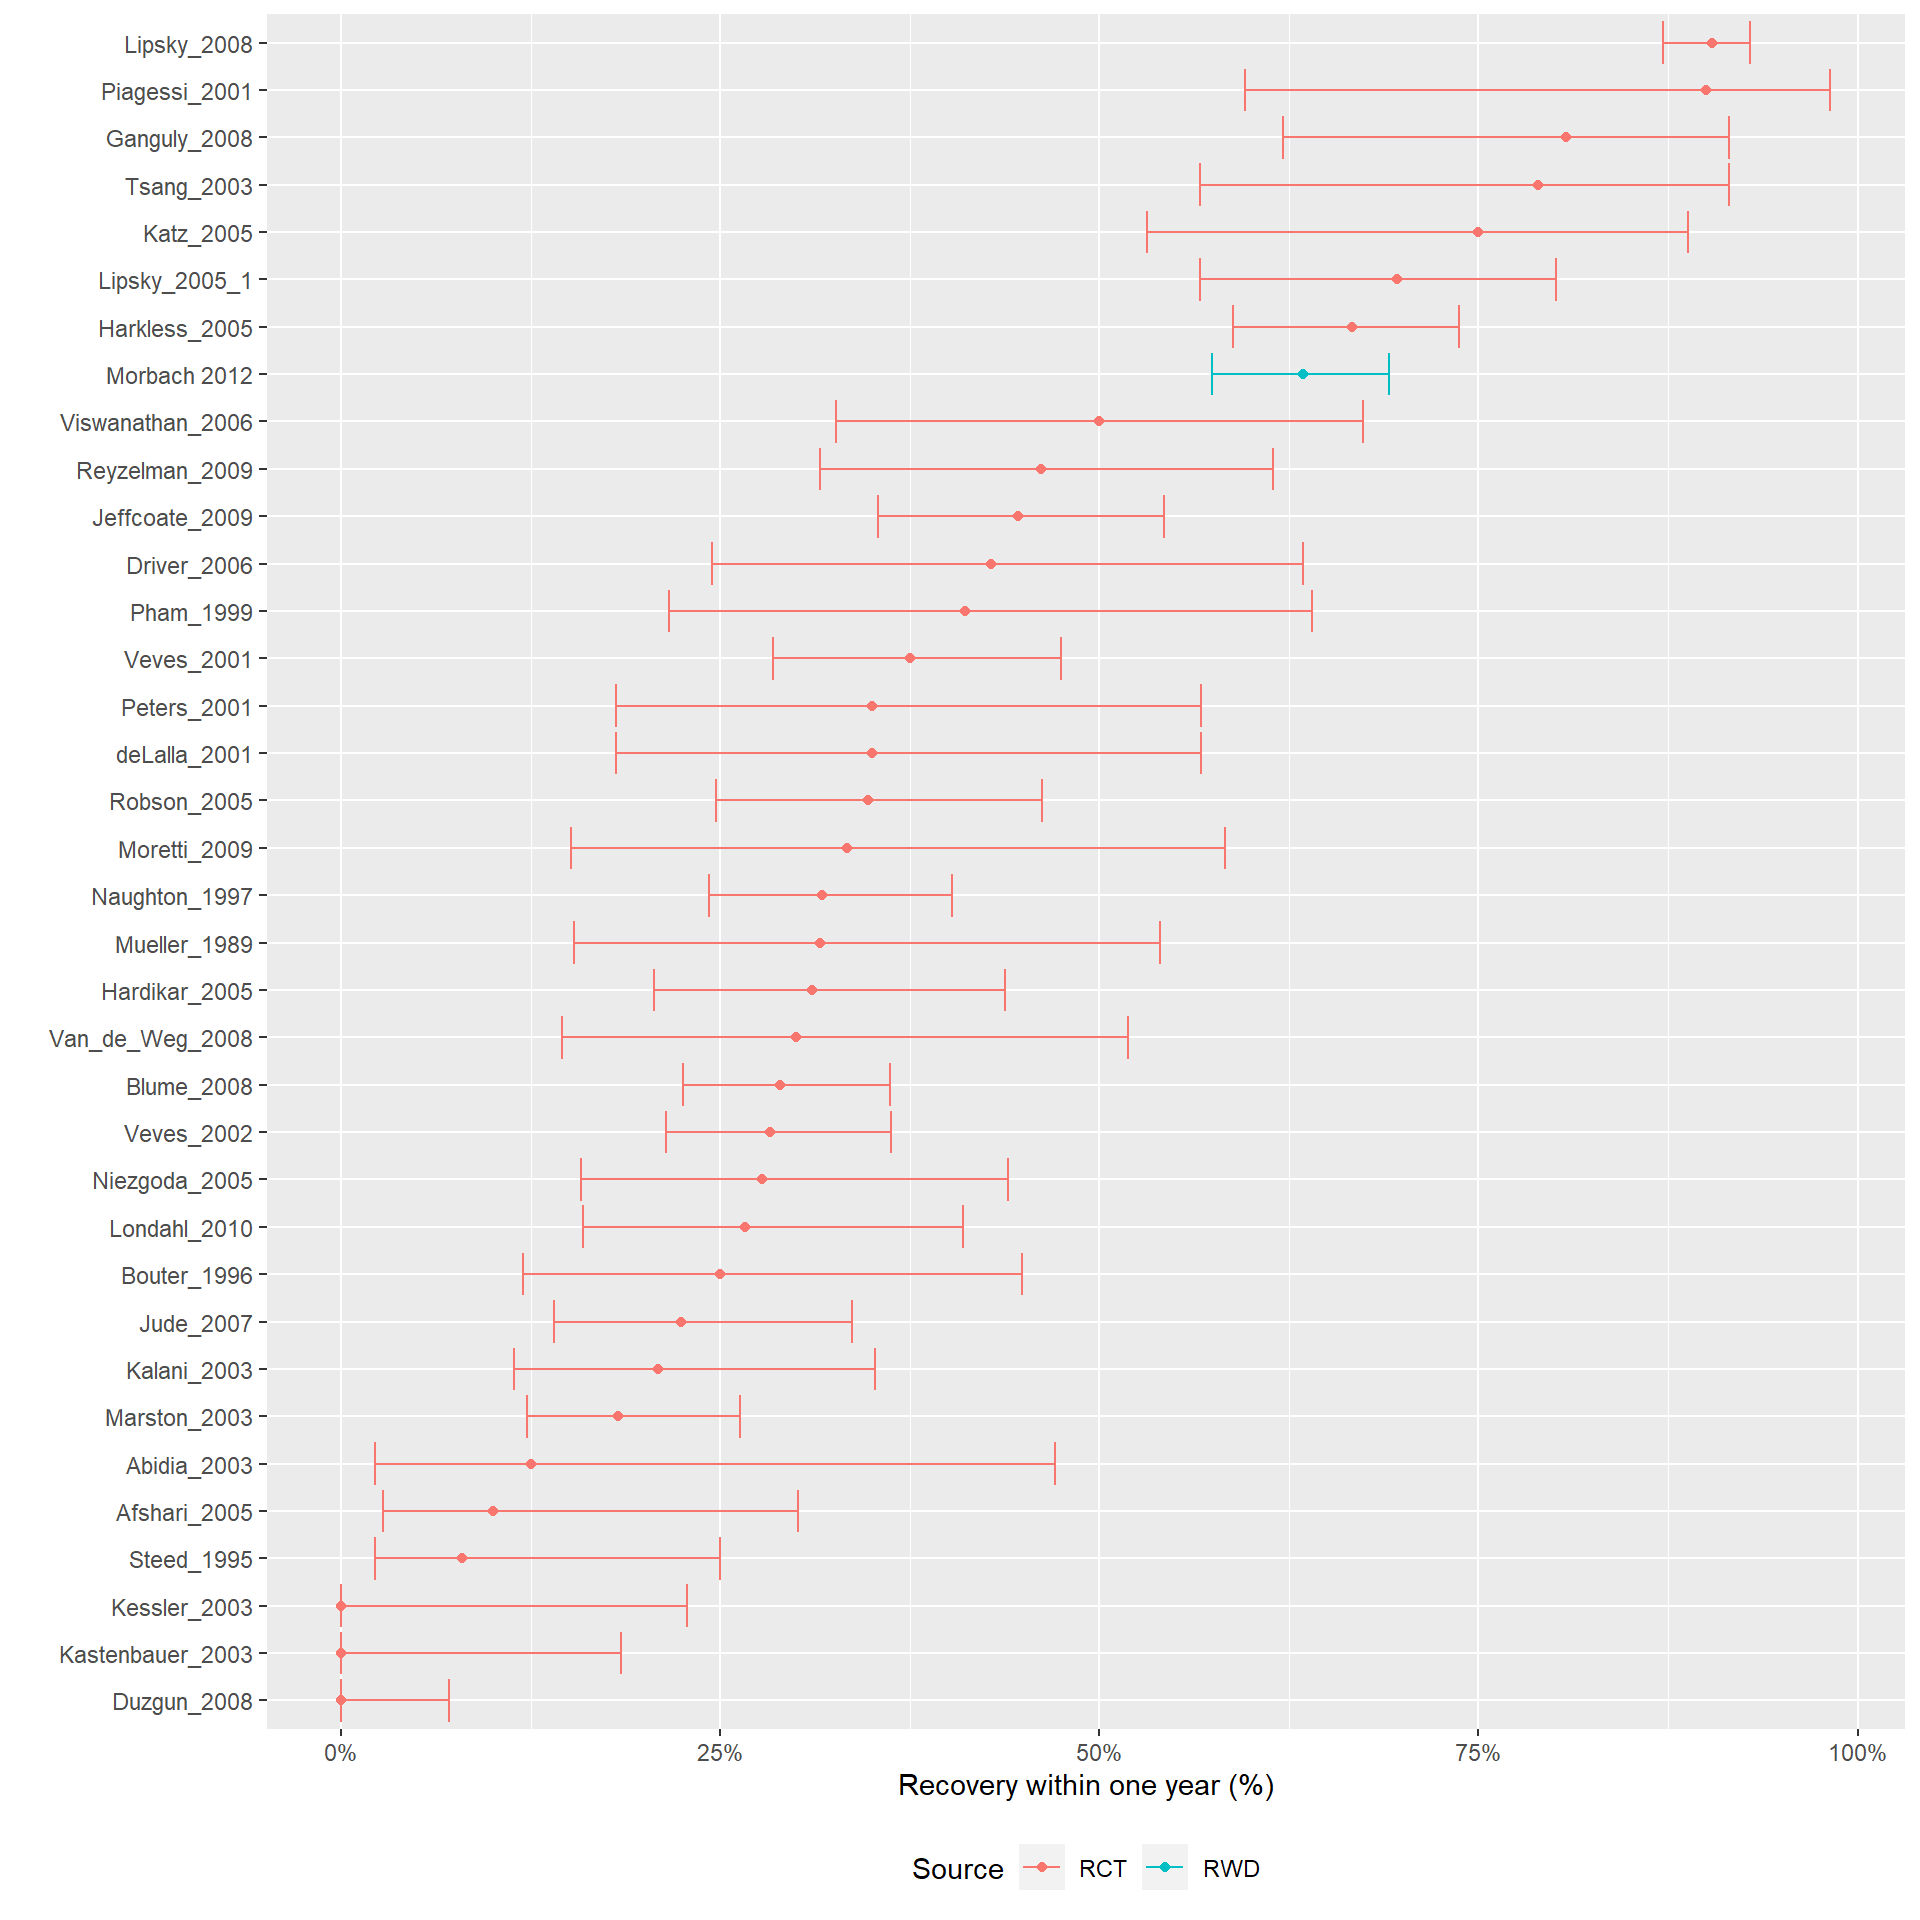 Lipsky_2008
Piagessi_2001
Ganguly_2008
Tsang_2003
Katz_2005
Lipsky_2005_1
Harkless_2005
Morbach 2012
Viswanathan_2006
Reyzelman_2009
Jeffcoate_2009
Driver_2006
Pham_1999
Veves_2001
Peters_2001
deLalla_2001
Robson_2005
Moretti_2009
Naughton_1997
Mueller_1989
Hardikar_2005
Van_de_Weg_2008
Blume_2008
Veves_2002
Niezgoda_2005
Londahl_2010
Bouter_1996
Jude_2007
Kalani_2003
Marston_2003
Abidia_2003
Afshari_2005
Steed_1995
Kessler_2003
Kastenbauer_2003
Duzgun_2008
0% 25% 50% 75% 100%
Recovery within one year (%)
Source RCT RWD